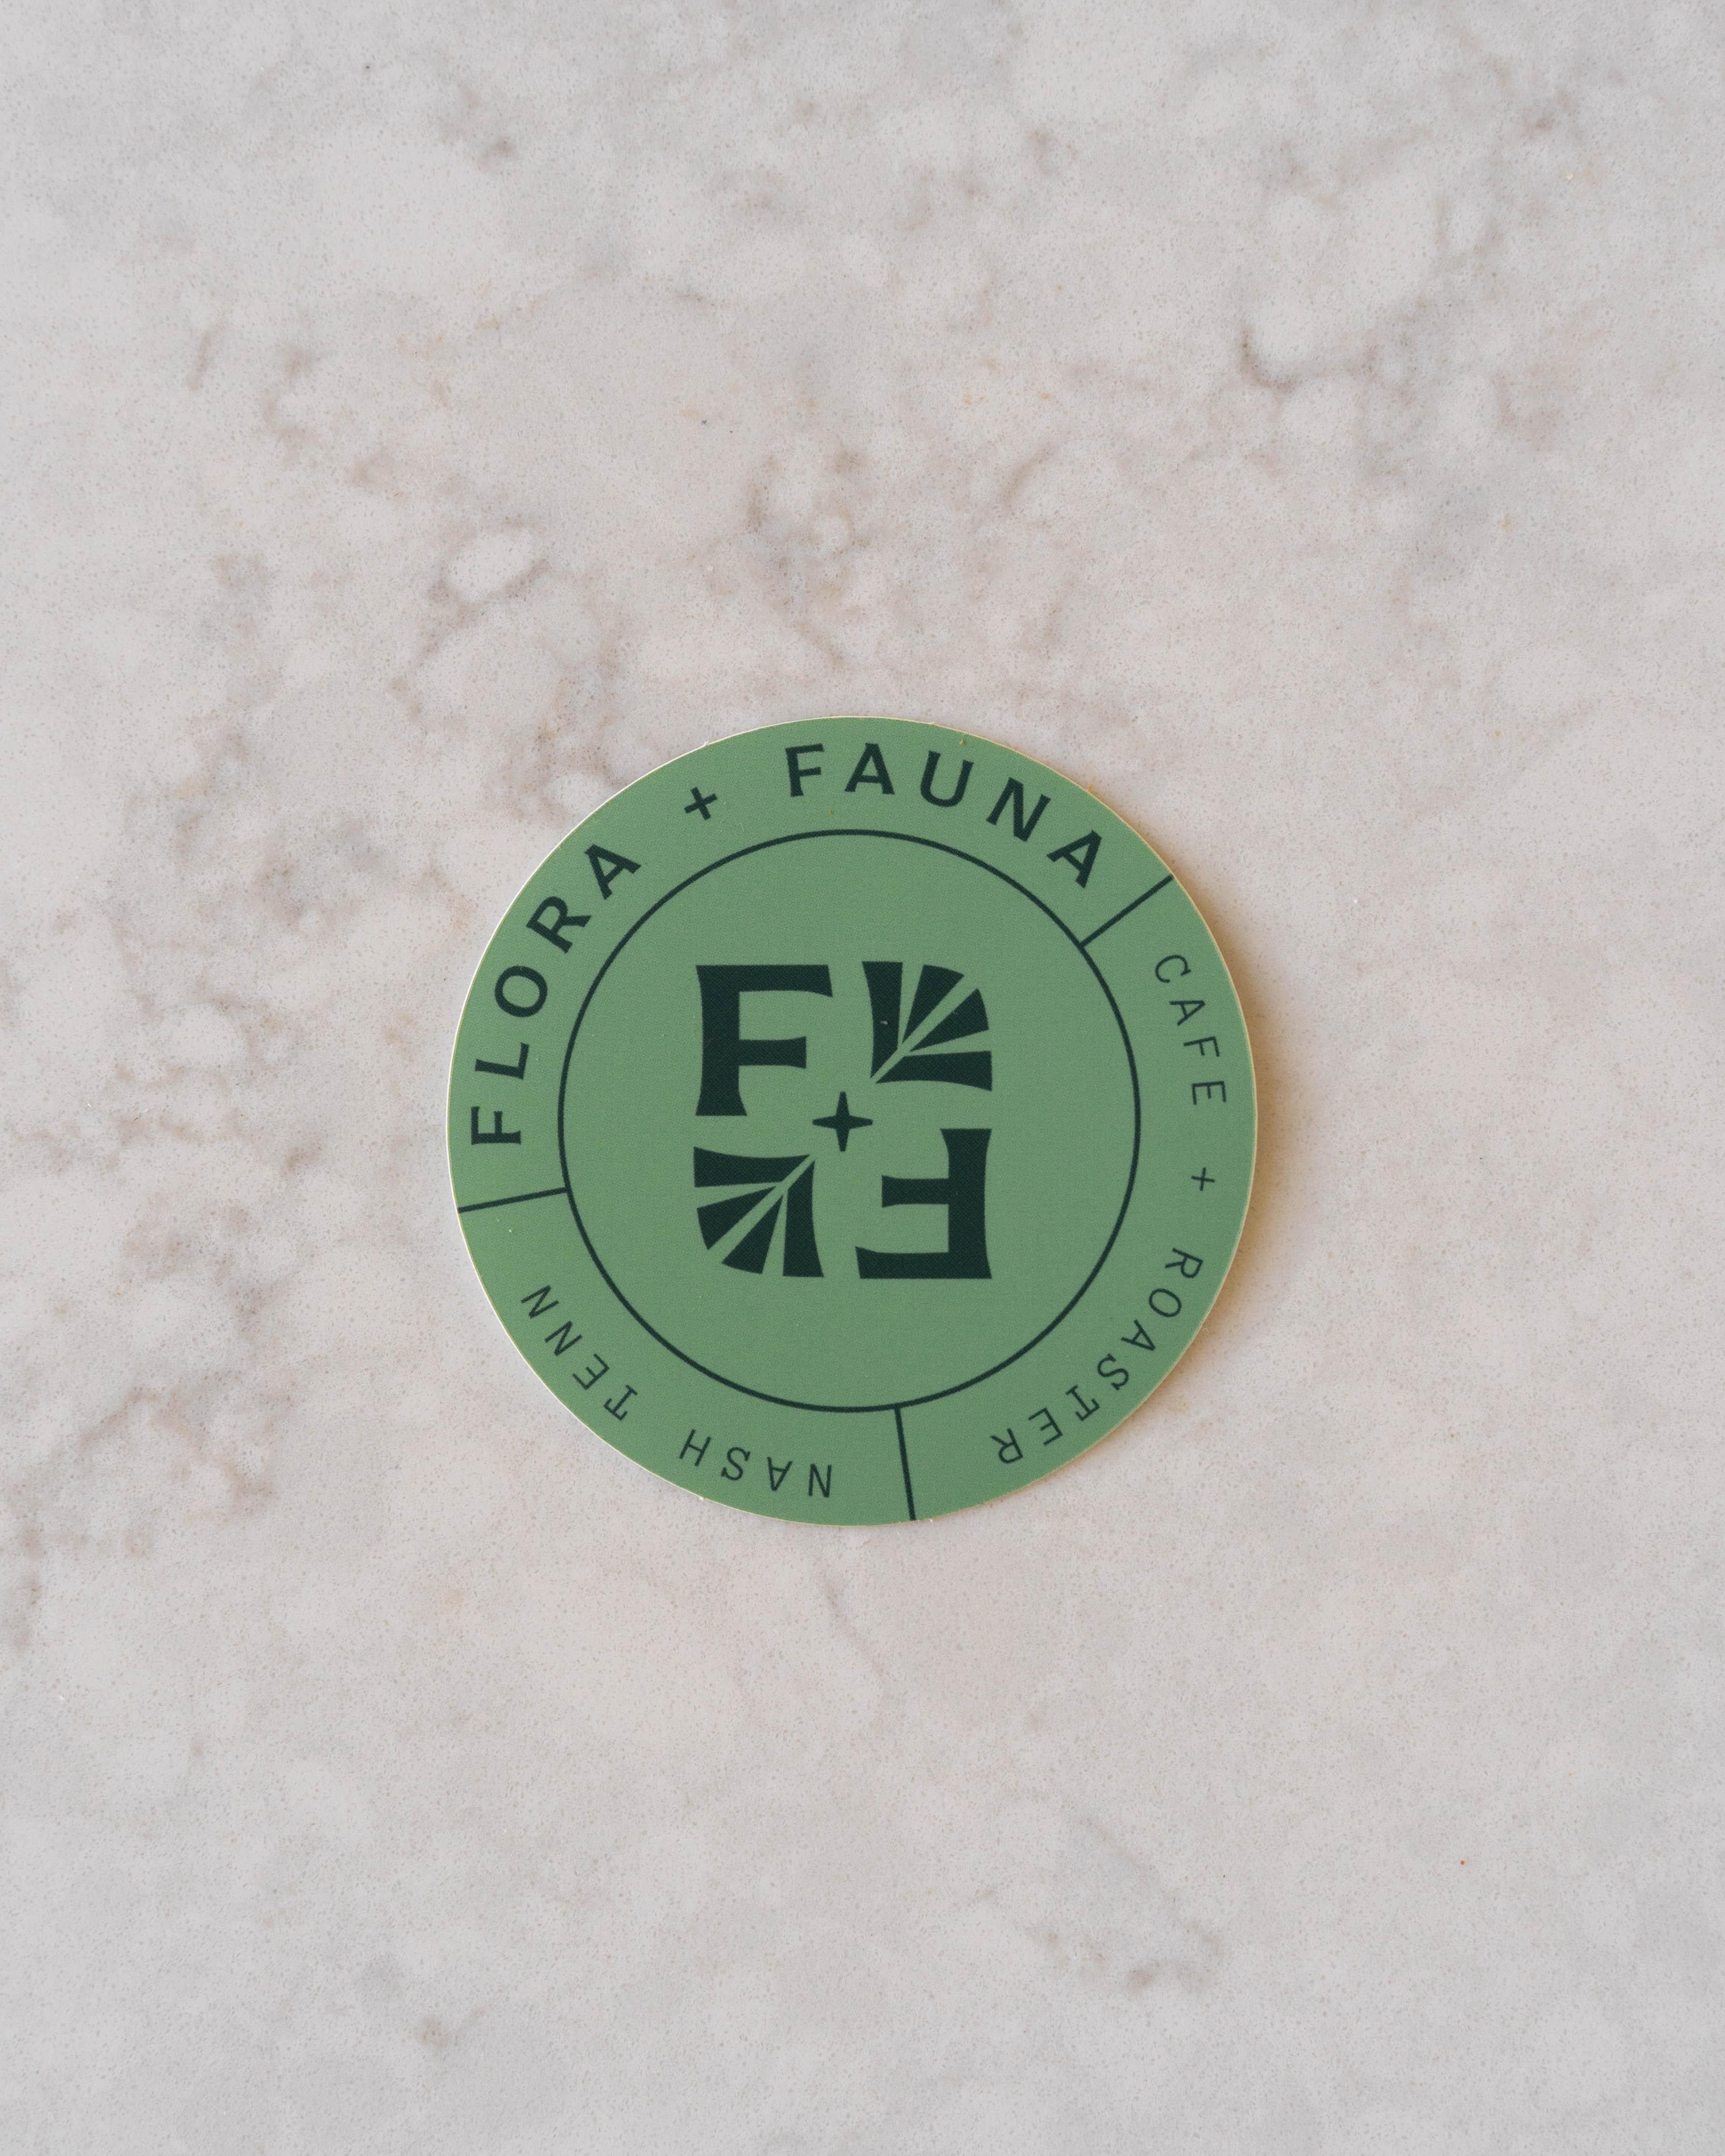 FLORA + FAUNA
CAFE + ROASTER
NASH TENN
F
F